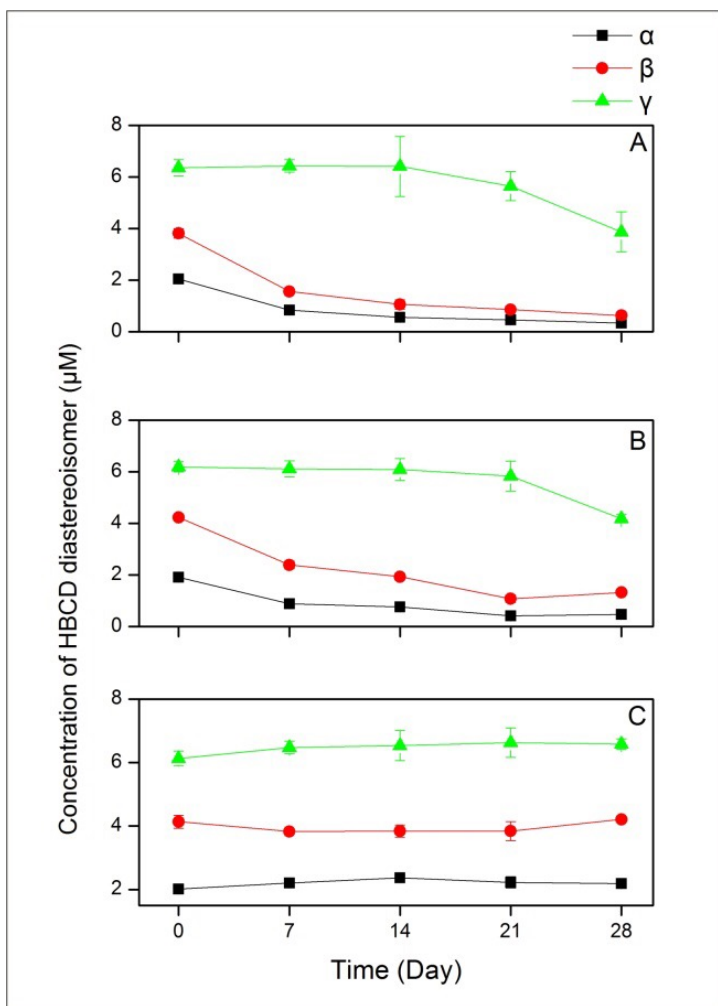 α
β
γ
A
8
6
4
2
0
B
8
6
4
2
0
C
8
6
4
2
0 7 14 21 28
Time (Day)
Concentration of HBCD diastereoisomer (μM)